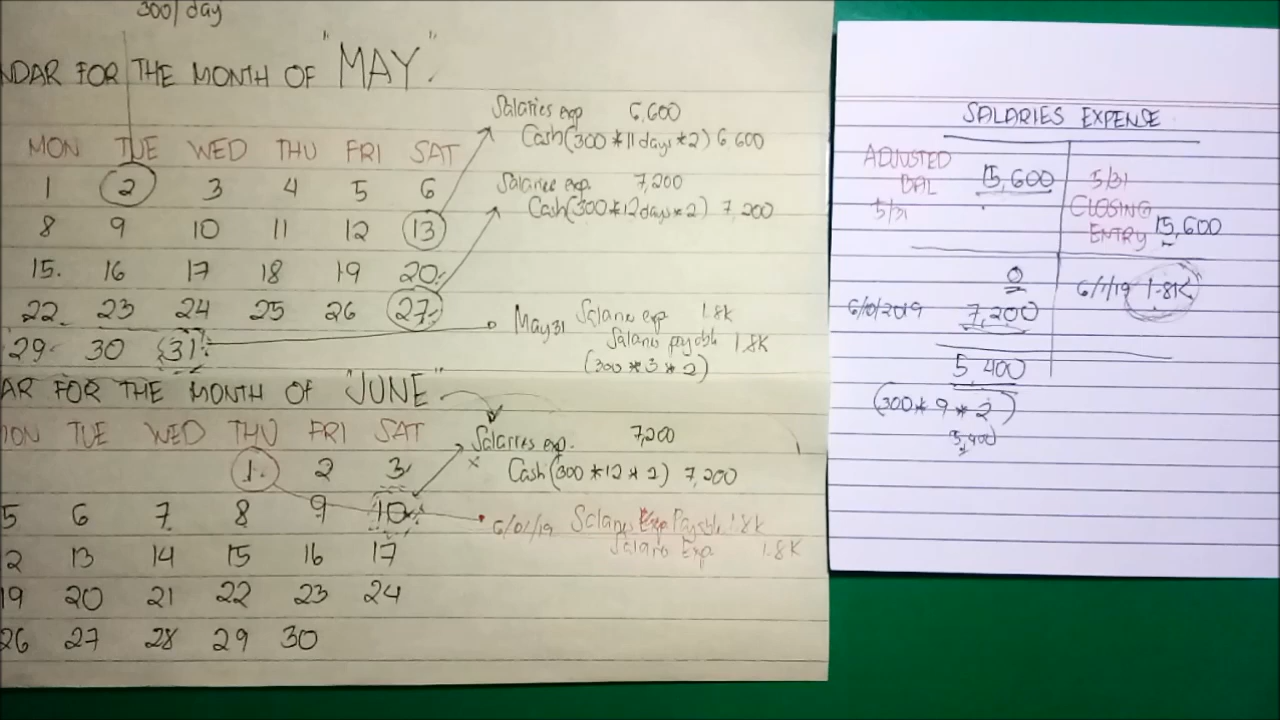 300/day
NDAR FOR THE MONTH OF "MAY".
MON TUE WED THU FRI SAT
1 2 3 4 5 6
8 9 10 11 12 13
15. 16 17 18 19 20.
22 23 24 25 26 27.
29 30 31
Salaries exp 6,600
Cash(300*11days*2) 6,600
Salaries exp. 7,200
Cash(300*12days*2) 7,200
May31 Salaries exp 1.8K
Salaries payable 1.8K
(300*3*2)
AR FOR THE MONTH OF "JUNE"
MON TUE WED THU FRI SAT
1. 2 3
5 6 7 8 9 10
2 13 14 15 16 17
19 20 21 22 23 24
26 27 28 29 30
Salaries exp. 7,200
Cash(300*12*2) 7,200
6/01/19 Salaries Payable 1.8K
Salaries Exp 1.8K
SALARIES EXPENSE
ADJUSTED
BAL 15,600
5/31
5/31
CLOSING
ENTRY 15,600
0
6/1/19 1.8K
6/10/2019 7,200
5,400
(300*9*2)
5,400